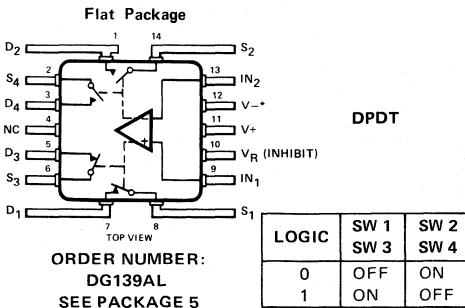 Flat Package
D2 1 14 S2
S4 2 13 IN2
D4 3 12 V–*
NC 4 11 V+
D3 5 10 VR (INHIBIT)
S3 6 9 IN1
D1 7 8 S1
– +
TOP VIEW
DPDT
ORDER NUMBER:
DG139AL
SEE PACKAGE 5
LOGIC SW 1 SW 3 SW 2 SW 4
0 OFF ON
1 ON OFF